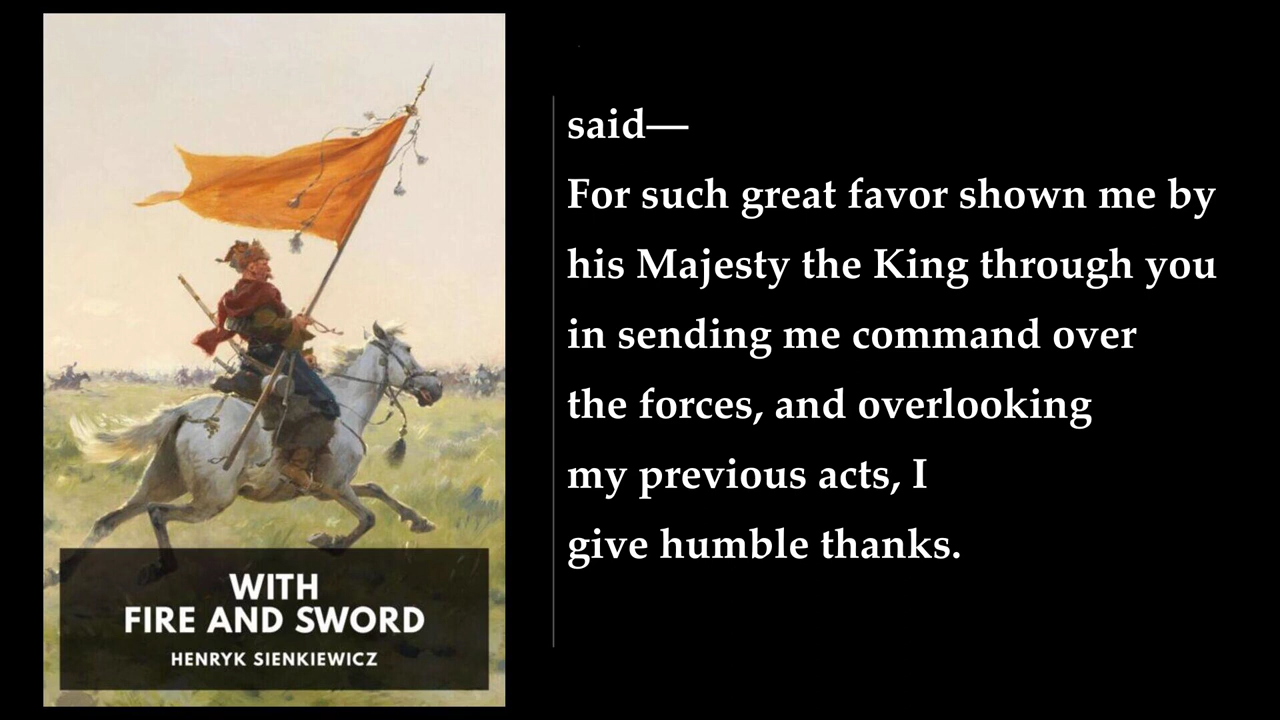 WITH
FIRE AND SWORD
HENRYK SIENKIEWICZ
said—
For such great favor shown me by
his Majesty the King through you
in sending me command over
the forces, and overlooking
my previous acts, I
give humble thanks.